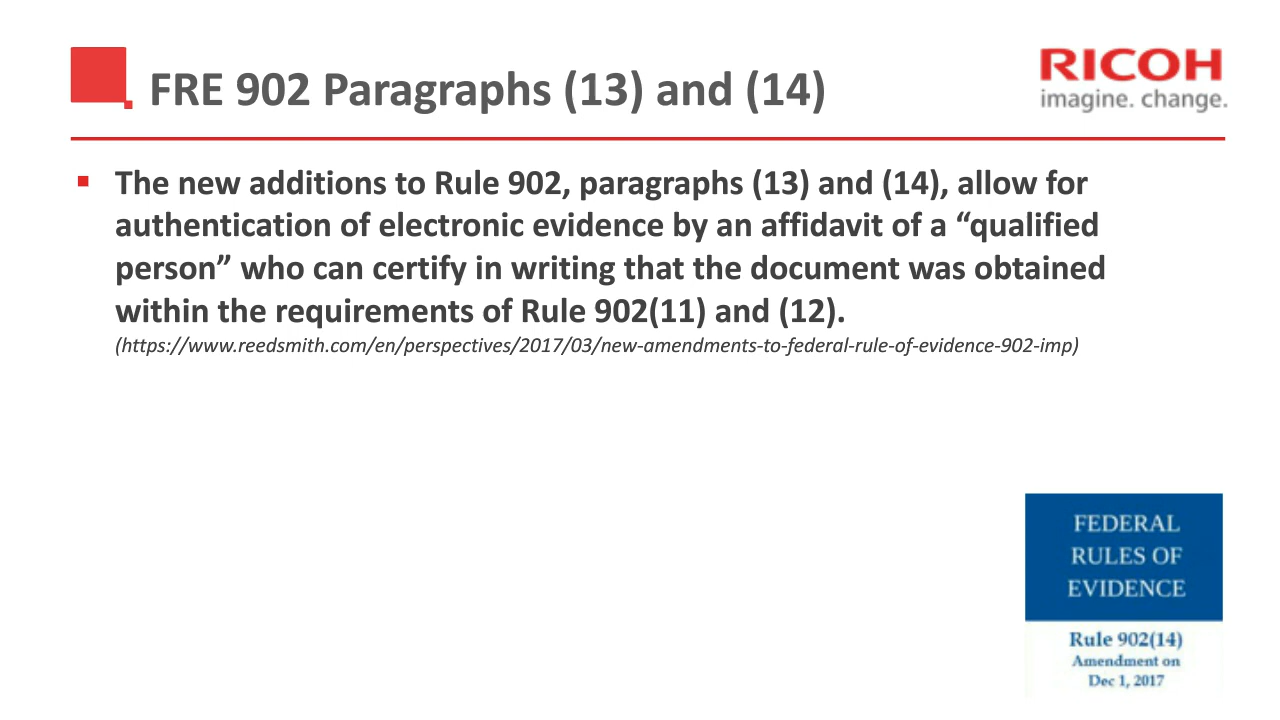 FRE 902 Paragraphs (13) and (14)
RICOH
imagine. change.
The new additions to Rule 902, paragraphs (13) and (14), allow for
authentication of electronic evidence by an affidavit of a “qualified
person” who can certify in writing that the document was obtained
within the requirements of Rule 902(11) and (12).
(https://www.reedsmith.com/en/perspectives/2017/03/new-amendments-to-federal-rule-of-evidence-902-imp)
FEDERAL
RULES OF
EVIDENCE
Rule 902(14)
Amendment on
Dec 1, 2017